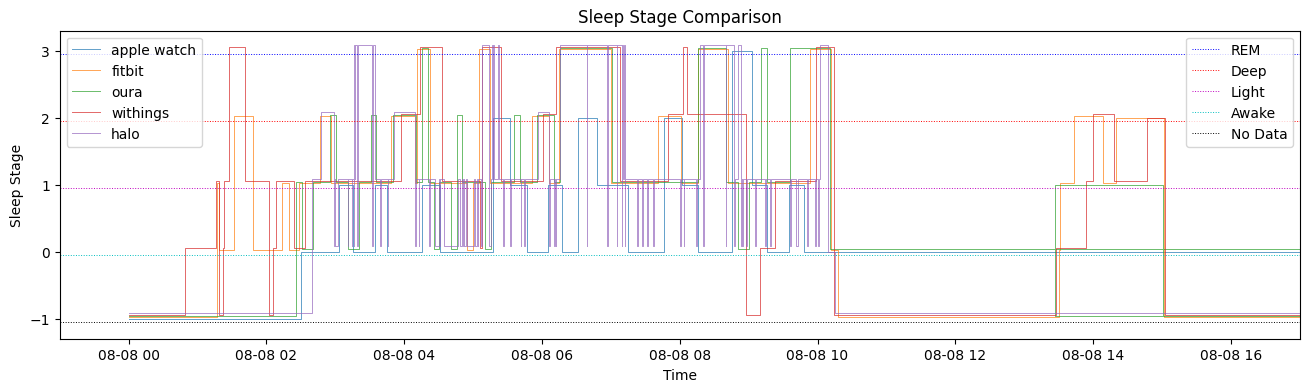 Sleep Stage Comparison
apple watch
fitbit
oura
withings
halo
REM
Deep
Light
Awake
No Data
Sleep Stage
3
2
1
0
−1
08-08 00
08-08 02
08-08 04
08-08 06
08-08 08
08-08 10
08-08 12
08-08 14
08-08 16
Time